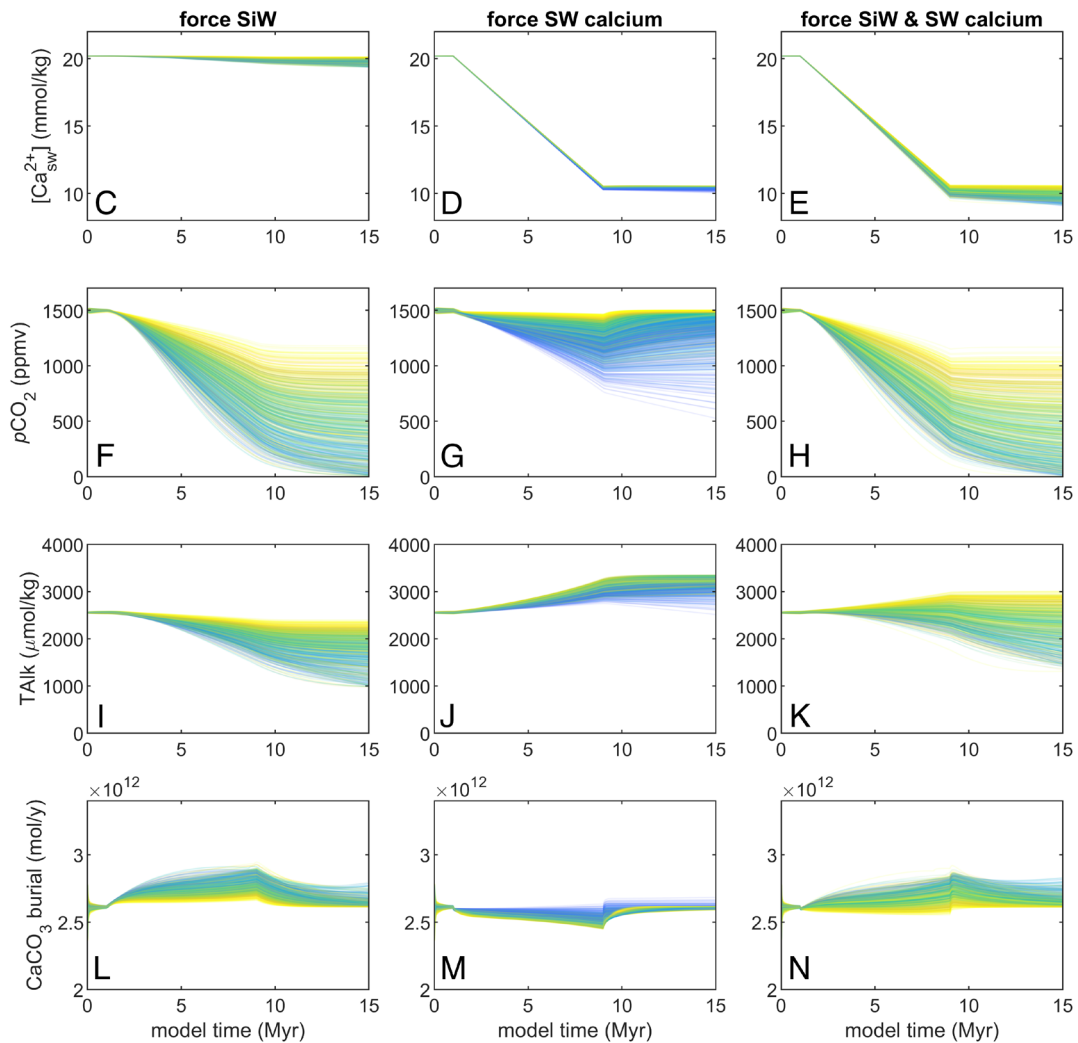 force SiW
force SW calcium
force SiW & SW calcium
[Ca2+sw] (mmol/kg)
20
15
10
C
0 5 10 15
20
15
10
D
0 5 10 15
20
15
10
E
0 5 10 15
pCO2 (ppmv)
1500
1000
500
0
F
0 5 10 15
1500
1000
500
0
G
0 5 10 15
1500
1000
500
0
H
0 5 10 15
TAlk (μmol/kg)
4000
3000
2000
1000
0
I
0 5 10 15
4000
3000
2000
1000
0
J
0 5 10 15
4000
3000
2000
1000
0
K
0 5 10 15
CaCO3 burial (mol/y)
×10^12
3
2.5
2
L
0 5 10 15
model time (Myr)
×10^12
3
2.5
2
M
0 5 10 15
model time (Myr)
×10^12
3
2.5
2
N
0 5 10 15
model time (Myr)